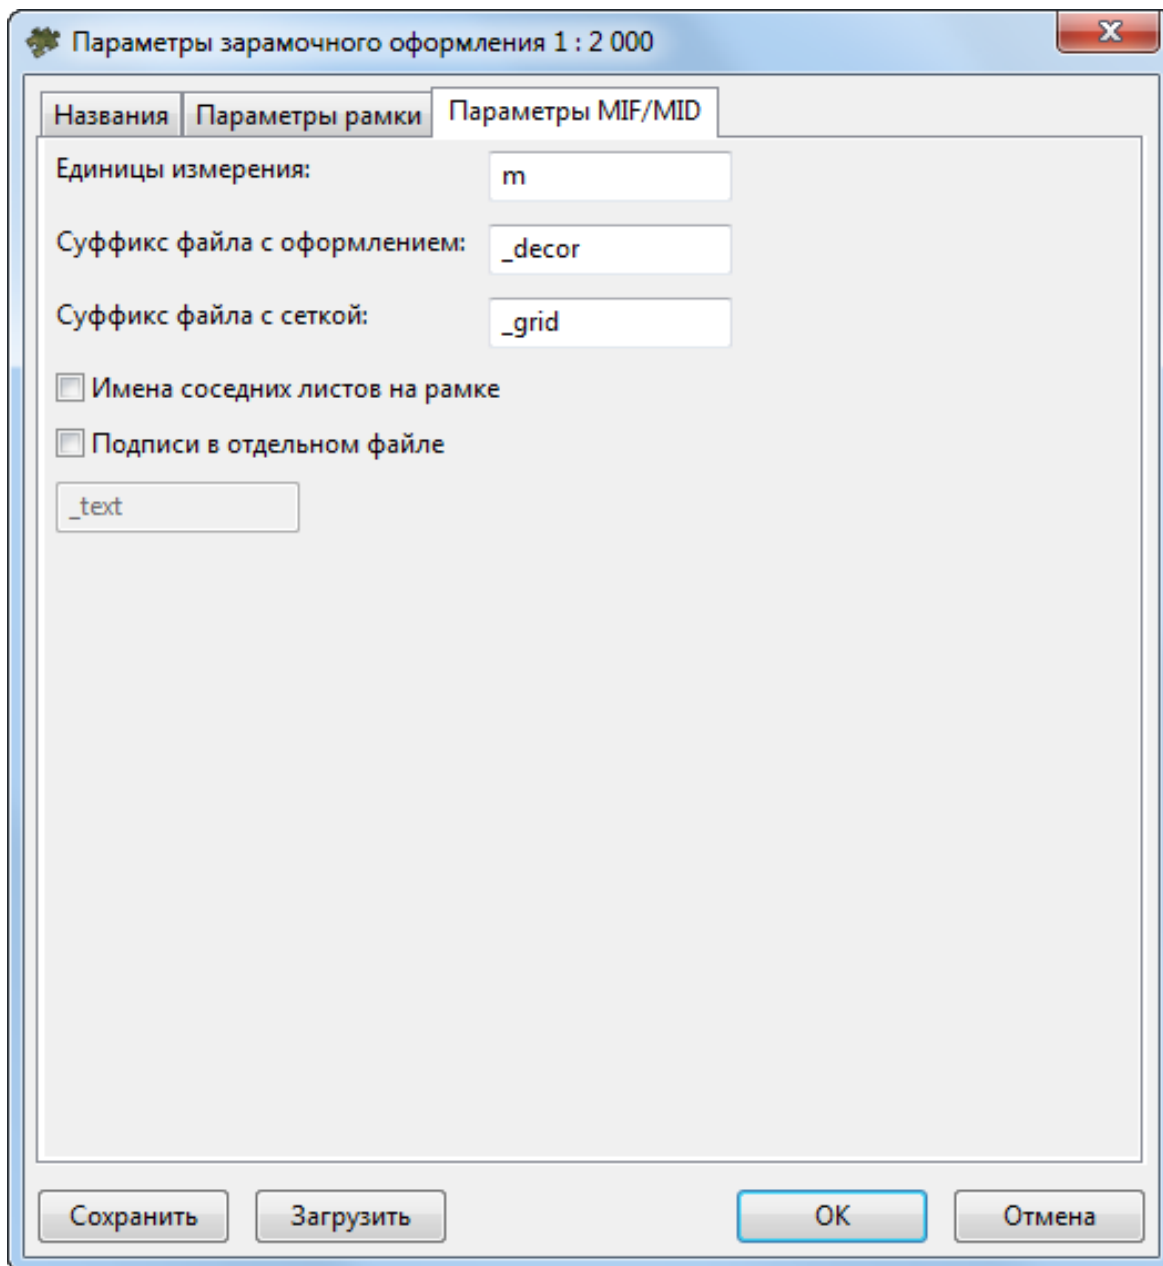 Параметры зарамочного оформления 1 : 2 000
Названия
Параметры рамки
Параметры MIF/MID
Единицы измерения:
m
Суффикс файла с оформлением:
_decor
Суффикс файла с сеткой:
_grid
Имена соседних листов на рамке
Подписи в отдельном файле
_text
Сохранить
Загрузить
ОК
Отмена